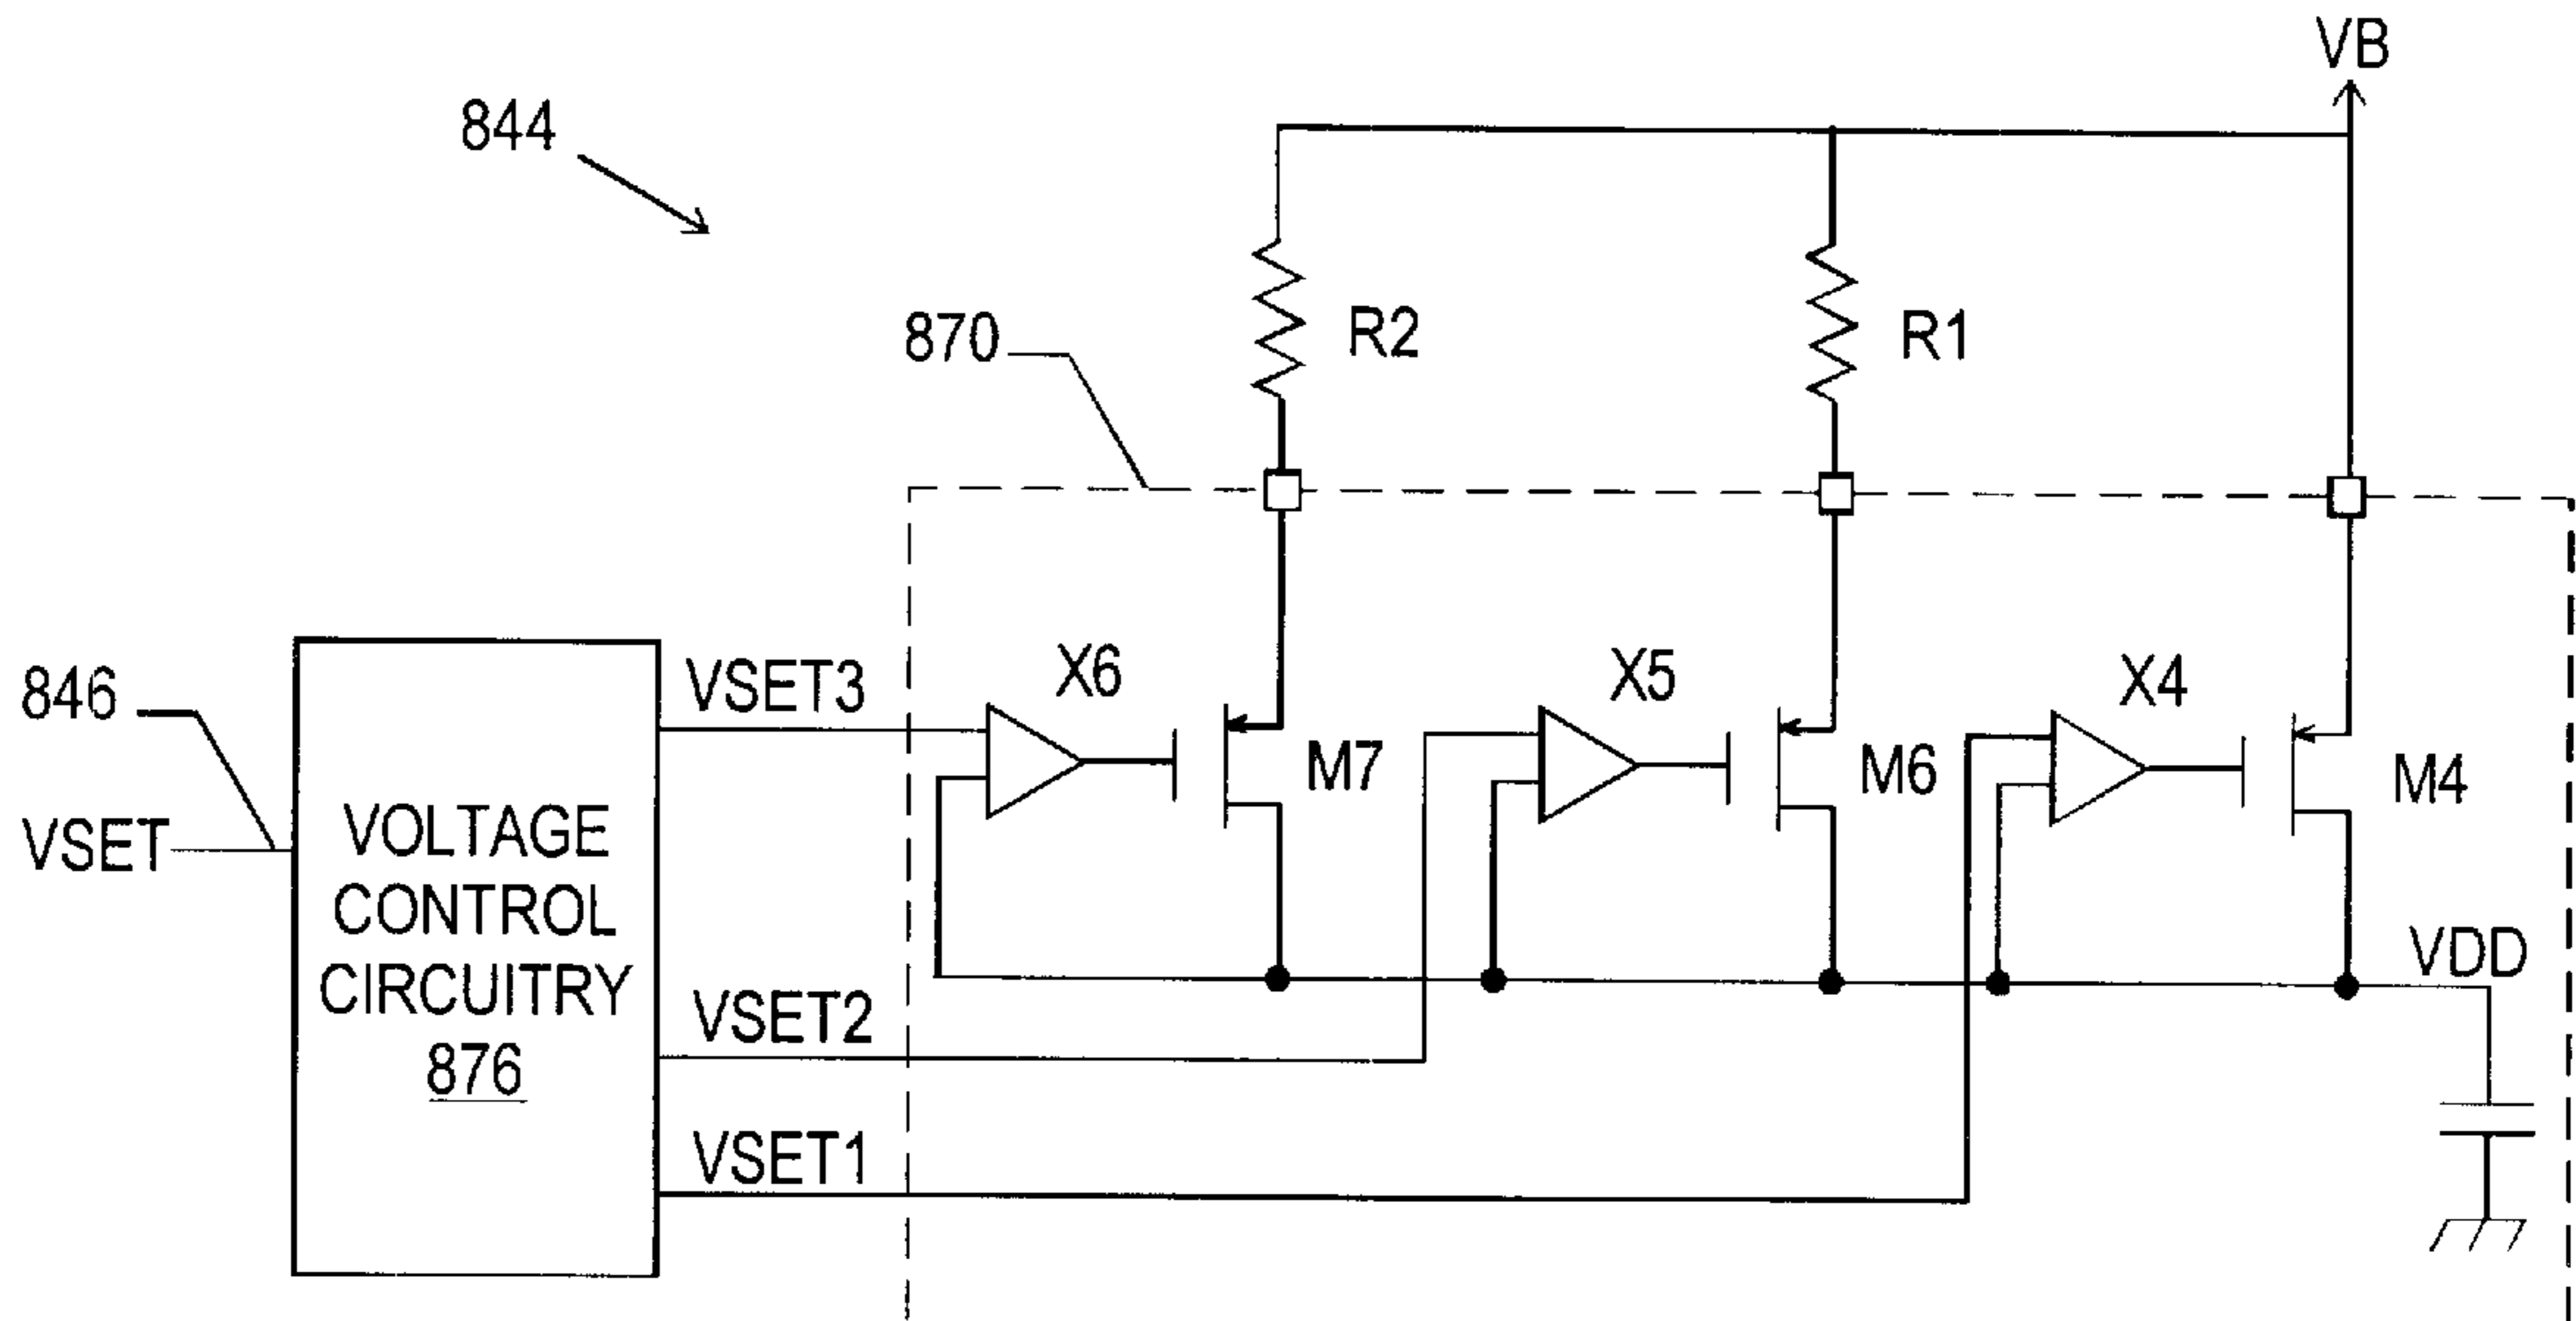 VB
844
870
R2
R1
846
VSET3
X6
X5
X4
M7
M6
M4
VSET
VOLTAGE
CONTROL
CIRCUITRY
876
VDD
VSET2
VSET1